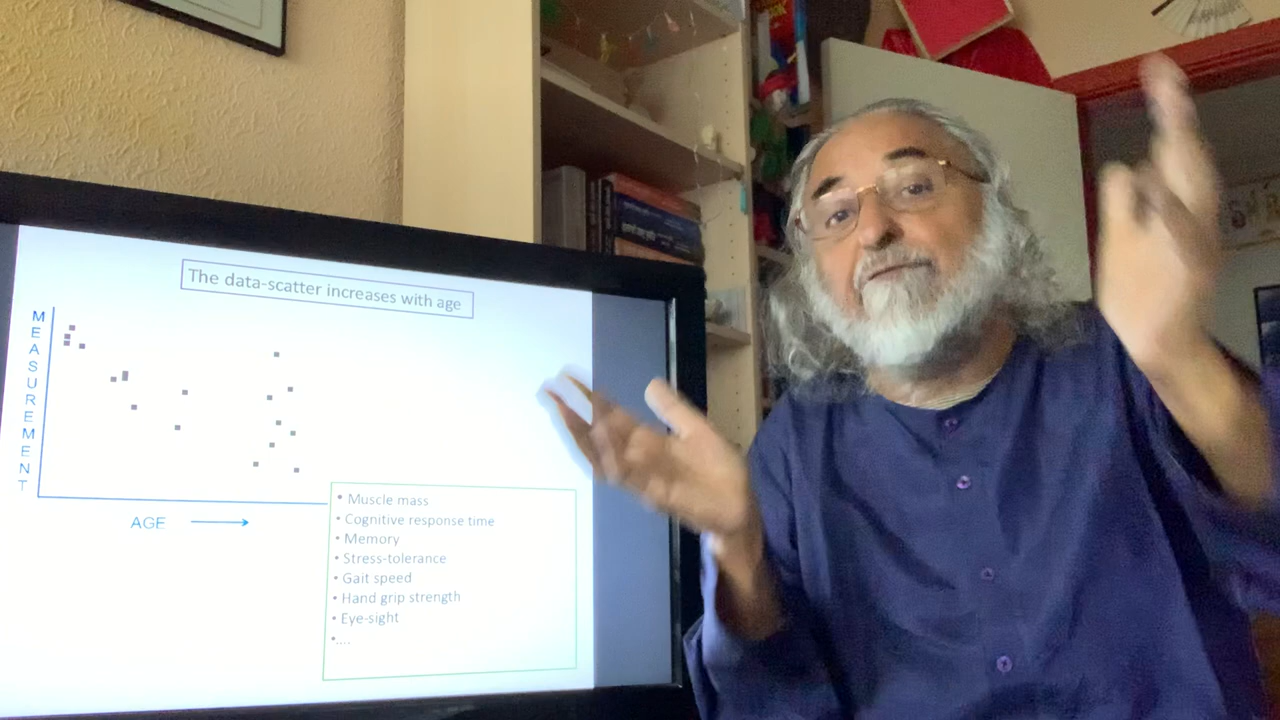 The data-scatter increases with age
MEASUREMENT
AGE
• Muscle mass
• Cognitive response time
• Memory
• Stress-tolerance
• Gait speed
• Hand grip strength
• Eye-sight
•....